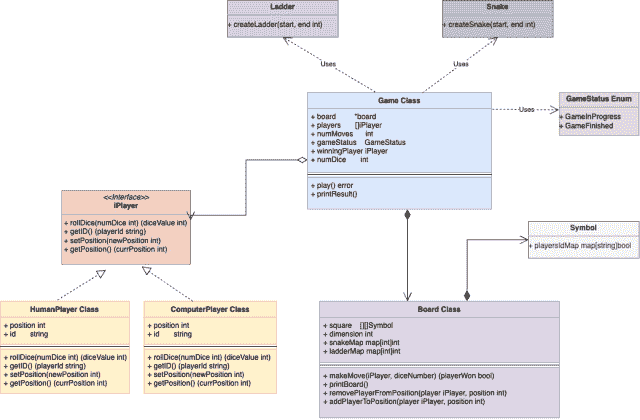 Ladder
+ createLadder(start, end int)
Snake
+ createSnake(start, end int)
Uses
Uses
Game Class
+ board *board
+ players []iPlayer
+ numMoves int
+ gameStatus GameStatus
+ winningPlayer iPlayer
+ numDice int
+ play() error
+ printResult()
Uses
GameStatus Enum
+ GameInProgress
+ GameFinished
<<Interface>>
iPlayer
+ rollDice(numDice int) (diceValue int)
+ getID() (playerId string)
+ setPosition(newPosition int)
+ getPosition() (currPosition int)
Symbol
+ playersIdMap map[string]bool
HumanPlayer Class
+ position int
+ id string
+ rollDice(numDice int) (diceValue int)
+ getID() (playerId string)
+ setPosition(newPosition int)
+ getPosition() (currPosition int)
ComputerPlayer Class
+ position int
+ id string
+ rollDice(numDice int) (diceValue int)
+ getID() (playerId string)
+ setPosition(newPosition int)
+ getPosition() (currPosition int)
Board Class
+ square [][]Symbol
+ dimension int
+ snakeMap map[int]int
+ ladderMap map[int]int
+ makeMove(iPlayer, diceNumber) (playerWon bool)
+ printBoard()
+ removePlayerFromPosition(player iPlayer, position int)
+ addPlayerToPosition(player iPlayer, position int)